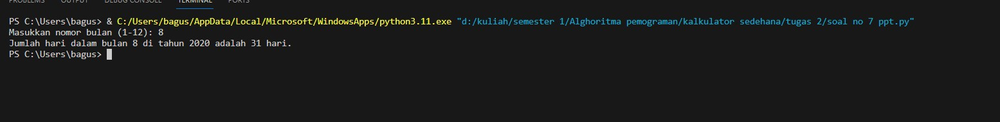 PROBLEMS OUTPUT DEBUG CONSOLE TERMINAL PORTS
PS C:\Users\bagus> & C:/Users/bagus/AppData/Local/Microsoft/WindowsApps/python3.11.exe "d:/kuliah/semester 1/Alghoritma pemograman/kalkulator sedehana/tugas 2/soal no 7 ppt.py"
Masukkan nomor bulan (1-12): 8
Jumlah hari dalam bulan 8 di tahun 2020 adalah 31 hari.
PS C:\Users\bagus>